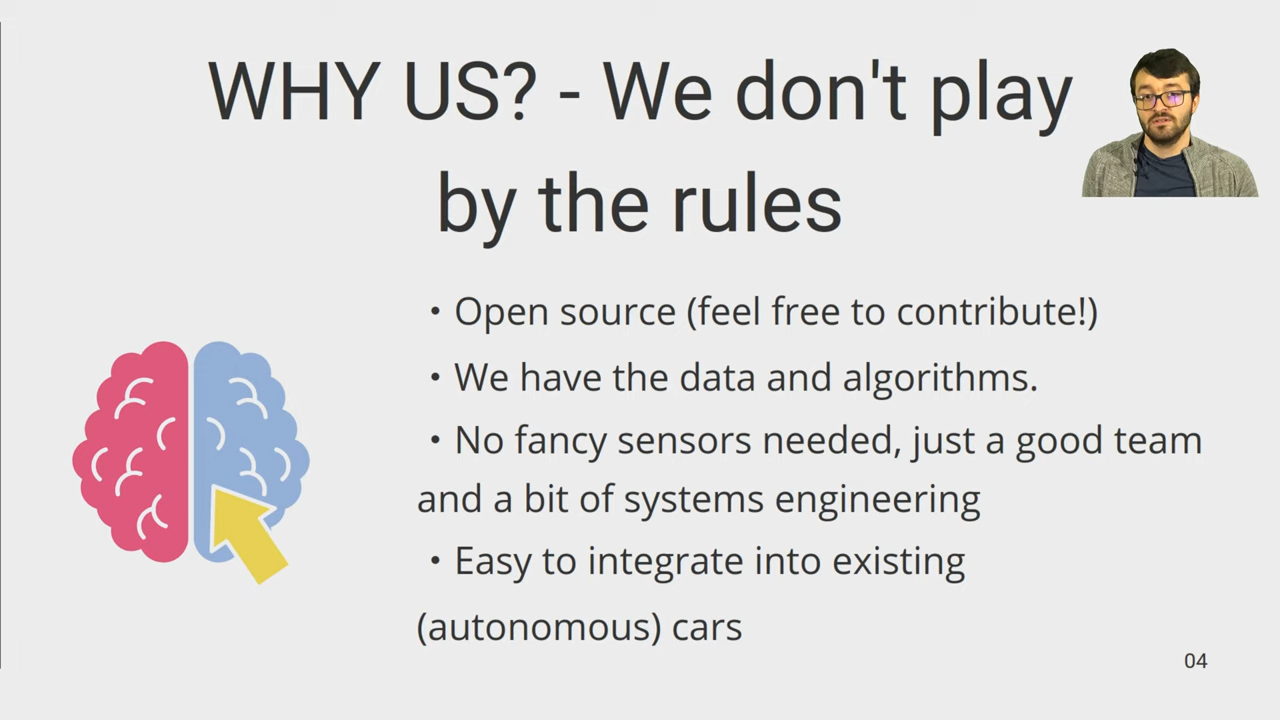 WHY US? - We don't play
by the rules
• Open source (feel free to contribute!)
• We have the data and algorithms.
• No fancy sensors needed, just a good team
and a bit of systems engineering
• Easy to integrate into existing
(autonomous) cars
04